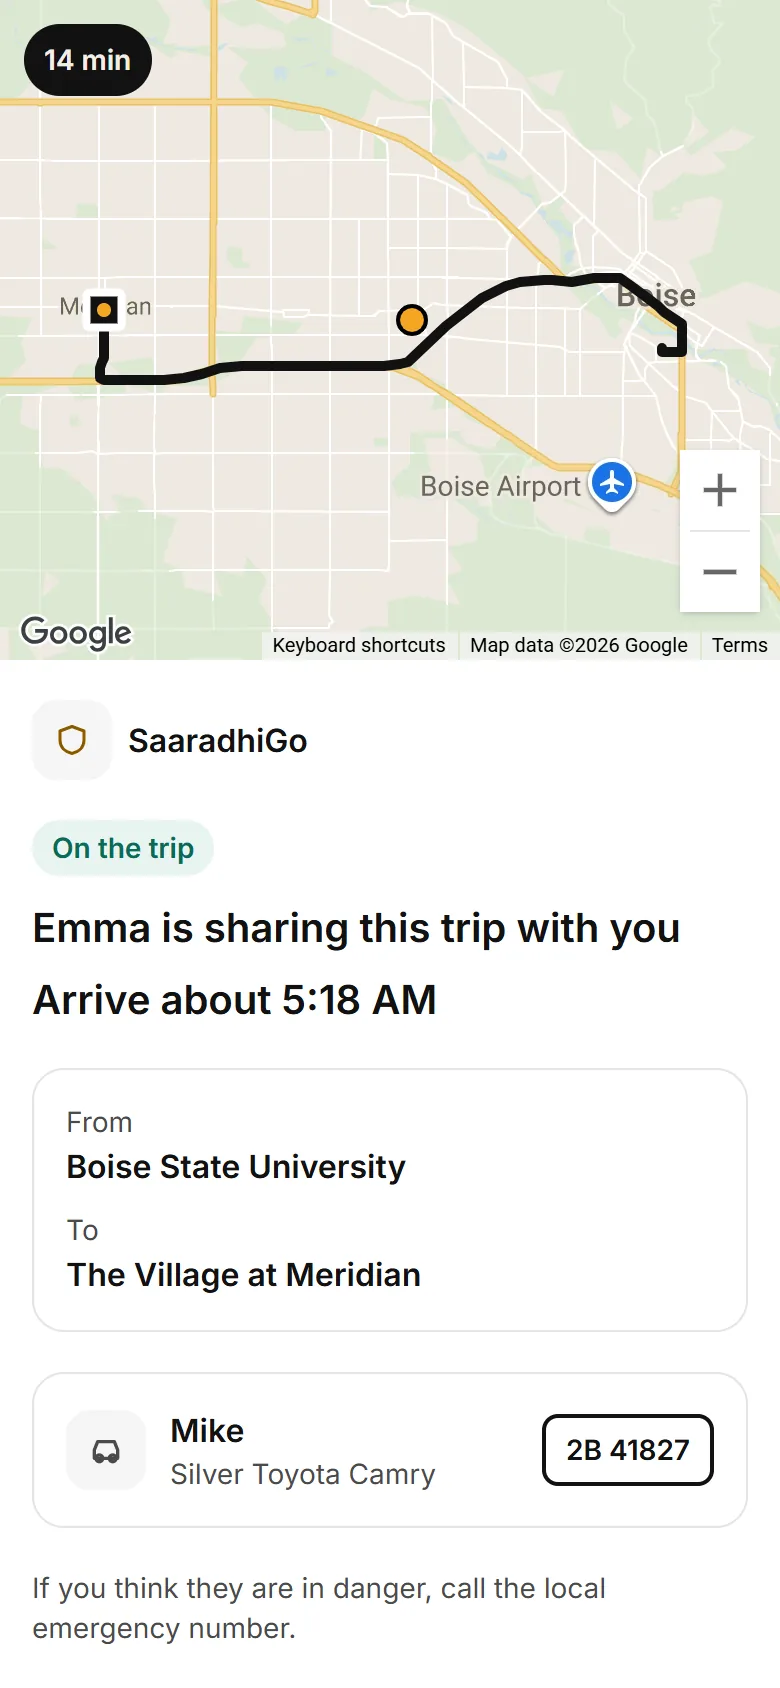 14 min
Me an
Boise
Boise Airport
Google
Keyboard shortcuts
Map data ©2026 Google
Terms
SaaradhiGo
On the trip
Emma is sharing this trip with you
Arrive about 5:18 AM
From
Boise State University
To
The Village at Meridian
Mike
Silver Toyota Camry
2B 41827
If you think they are in danger, call the local
emergency number.